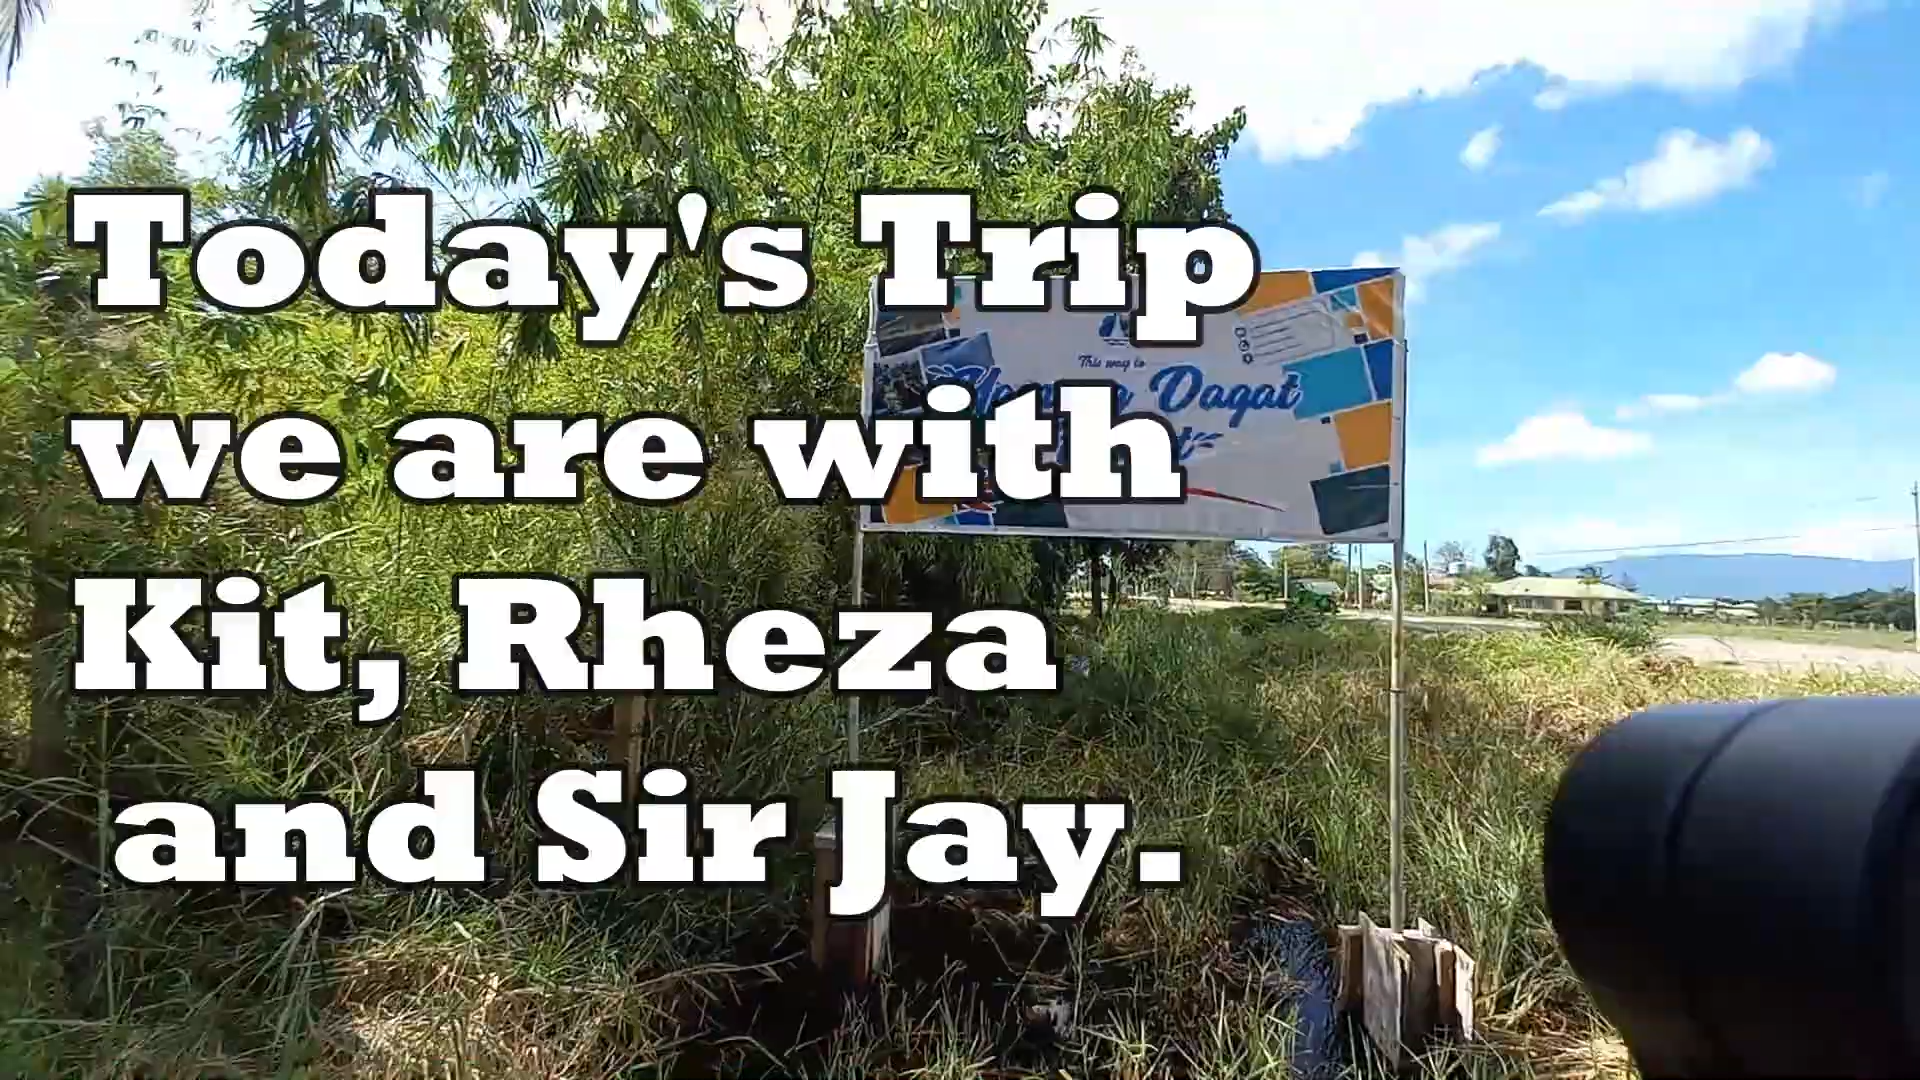 Today's Trip
we are with
Kit, Rheza
and Sir Jay.
This way to
Dagat